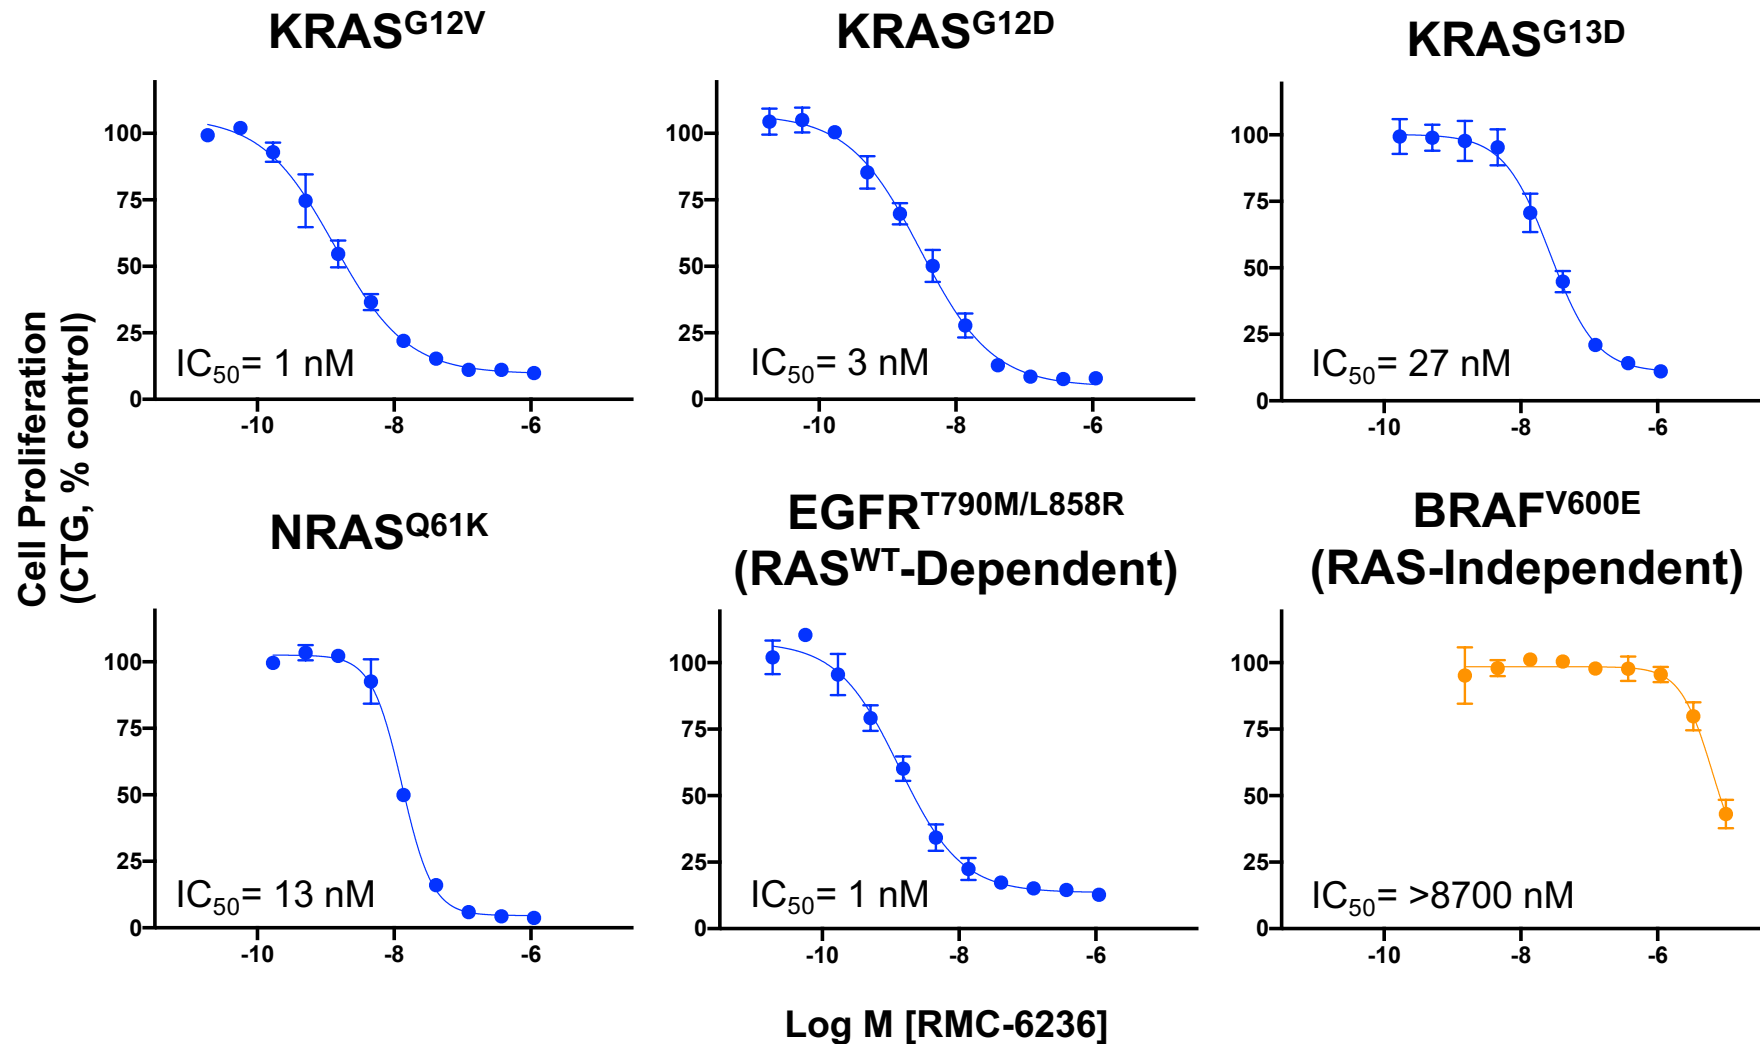 KRASG12V
KRASG12D
KRASG13D
100
75
50
25
0
IC50= 1 nM
-10 -8 -6
100
75
50
25
0
IC50= 3 nM
-10 -8 -6
100
75
50
25
0
IC50= 27 nM
-10 -8 -6
Cell Proliferation
(CTG, % control)
NRASQ61K
EGFRT790M/L858R
(RASWT-Dependent)
BRAFV600E
(RAS-Independent)
100
75
50
25
0
IC50= 13 nM
-10 -8 -6
100
75
50
25
0
IC50= 1 nM
-10 -8 -6
100
75
50
25
0
IC50= >8700 nM
-10 -8 -6
Log M [RMC-6236]